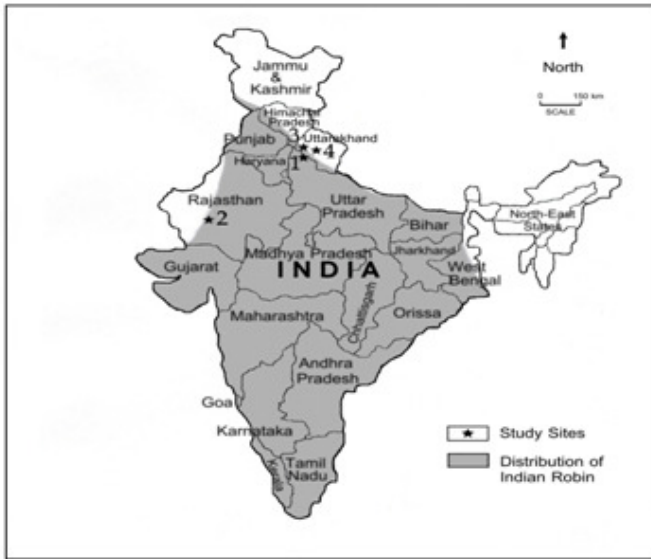 Jammu
&
Kashmir
North
0 150 km
SCALE
Himachal
Pradesh
3
Uttarakhand
Punjab
4
Haryana
1
Rajasthan
2
Uttar
Pradesh
Bihar
North-East
States
Jharkhand
Gujarat
Madhya Pradesh
INDIA
West
Bengal
Chhattisgarh
Orissa
Maharashtra
Andhra
Pradesh
Goa
Karnataka
Study Sites
Distribution of
Indian Robin
Tamil
Nadu
Kerala